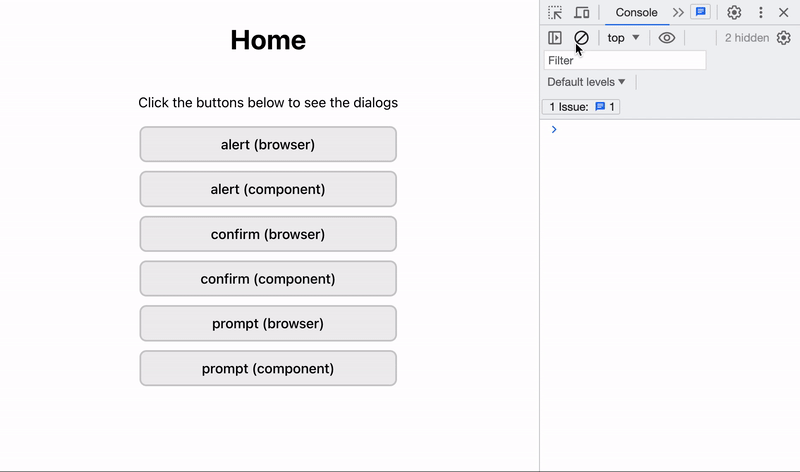 Home
Click the buttons below to see the dialogs
alert (browser)
alert (component)
confirm (browser)
confirm (component)
prompt (browser)
prompt (component)
Console
top
2 hidden
Filter
Default levels
1 Issue: 1